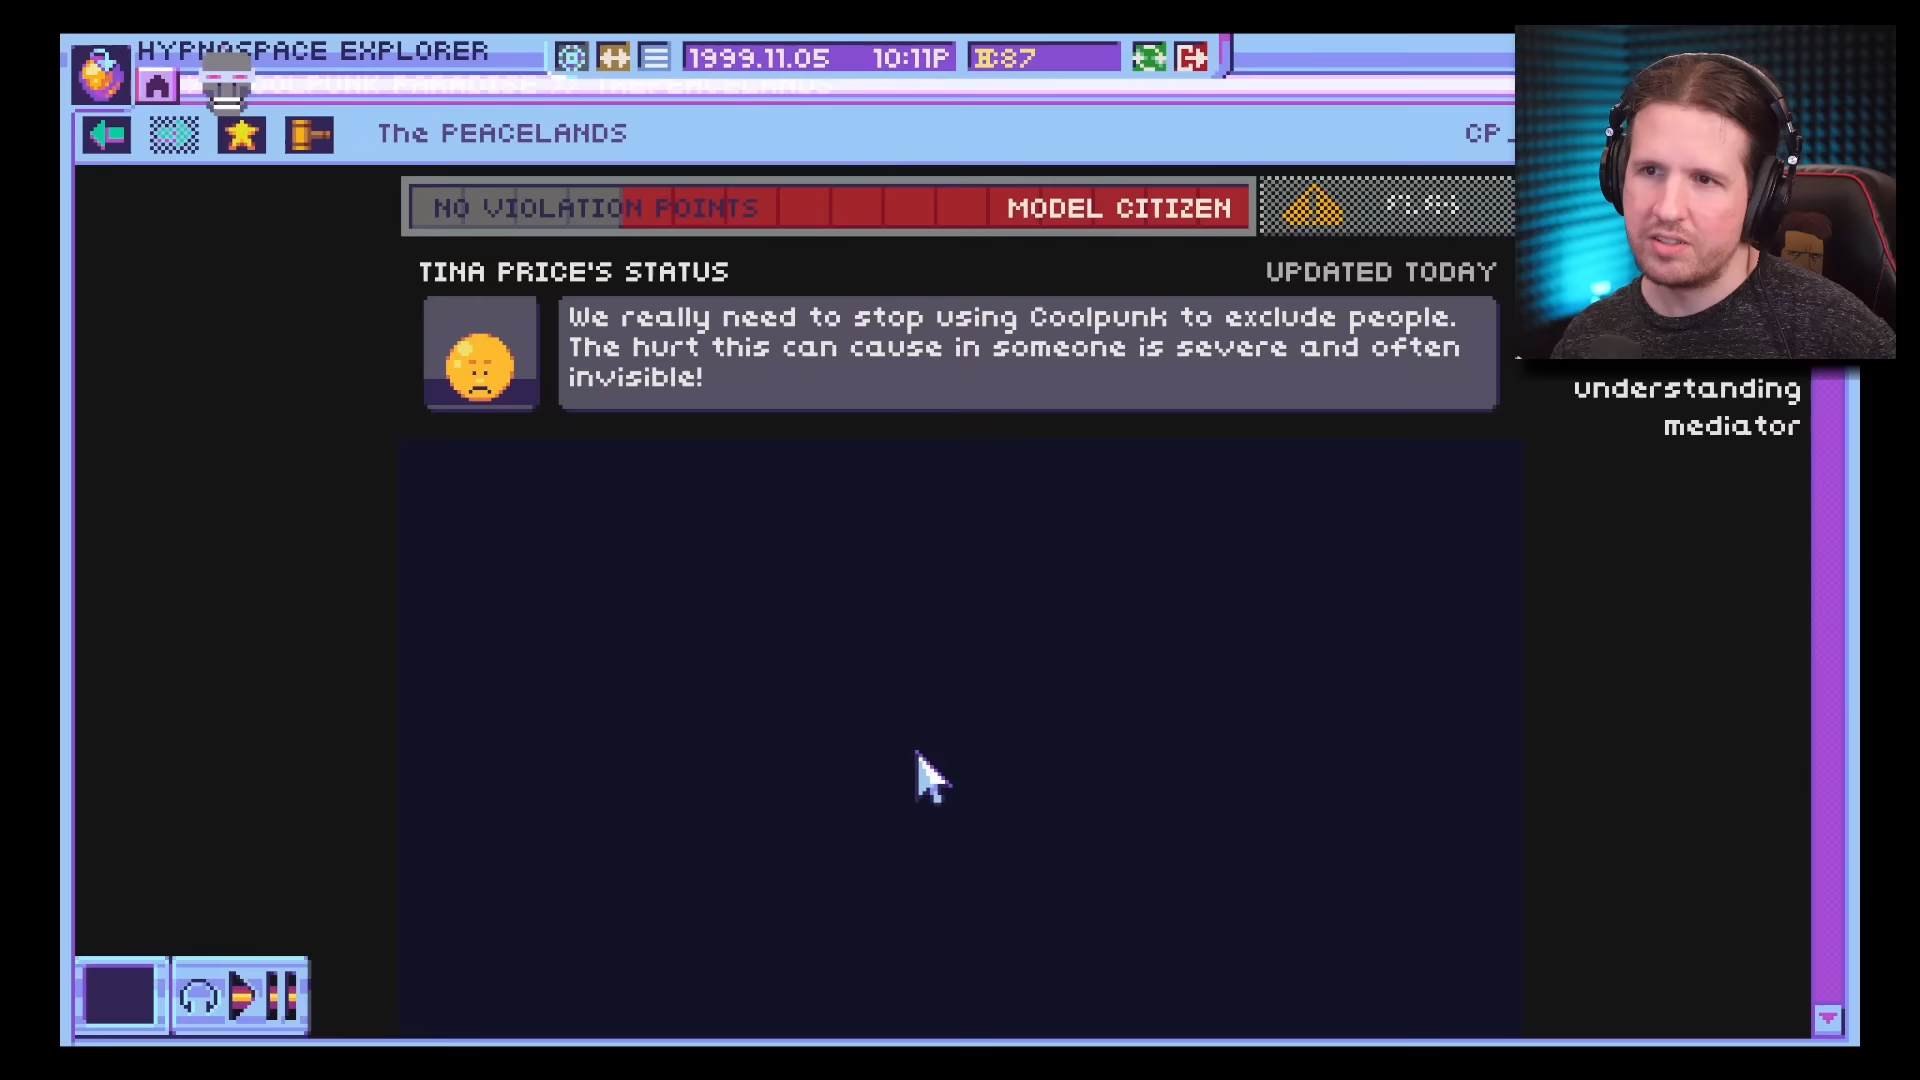 HYPNOSPACE EXPLORER
1999.11.05 10:11P
87
The PEACELANDS
CP
NO VIOLATION POINTS
MODEL CITIZEN
TINA PRICE'S STATUS
UPDATED TODAY
We really need to stop using Coolpunk to exclude people.
The hurt this can cause in someone is severe and often
invisible!
understanding
mediator